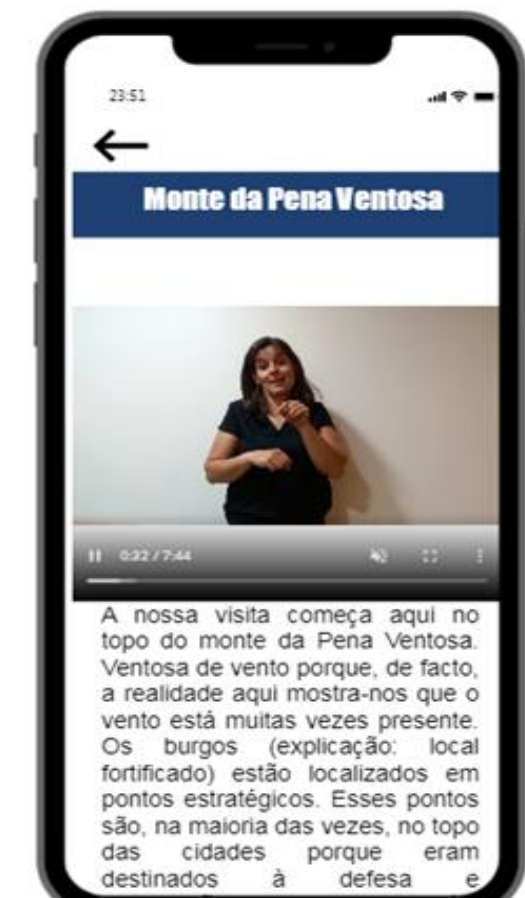 23:51
Monte da Pena Ventosa
0:32 / 7:44
A nossa visita começa aqui no
topo do monte da Pena Ventosa.
Ventosa de vento porque, de facto,
a realidade aqui mostra-nos que o
vento está muitas vezes presente.
Os burgos (explicação: local
fortificado) estão localizados em
pontos estratégicos. Esses pontos
são, na maioria das vezes, no topo
das cidades porque eram
destinados à defesa e